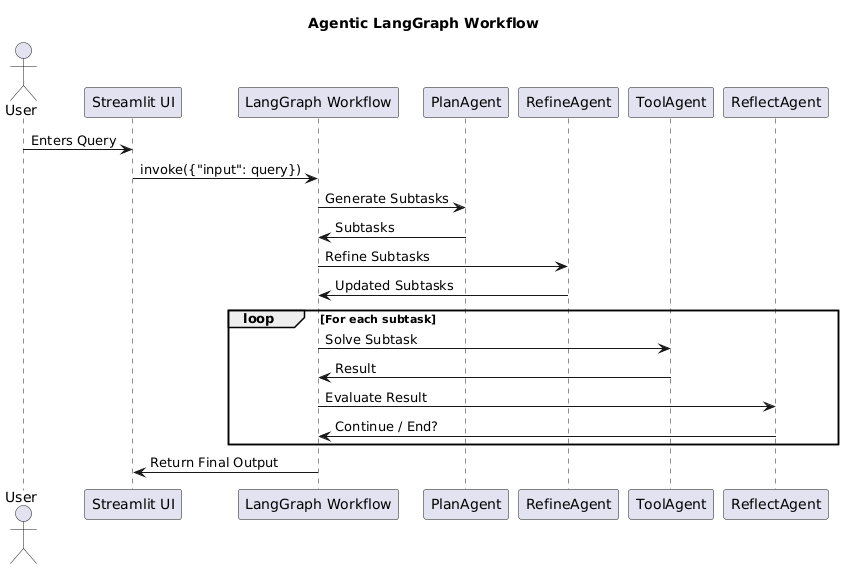 Agentic LangGraph Workflow
User
Streamlit UI
LangGraph Workflow
PlanAgent
RefineAgent
ToolAgent
ReflectAgent
Enters Query
invoke({"input": query})
Generate Subtasks
Subtasks
Refine Subtasks
Updated Subtasks
loop
[For each subtask]
Solve Subtask
Result
Evaluate Result
Continue / End?
Return Final Output
User
Streamlit UI
LangGraph Workflow
PlanAgent
RefineAgent
ToolAgent
ReflectAgent